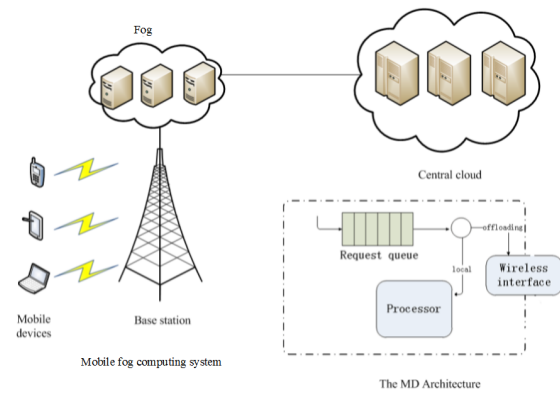 Fog
Central cloud
offloading
Request queue
local
Wireless
interface
Processor
Mobile
devices
Base station
Mobile fog computing system
The MD Architecture